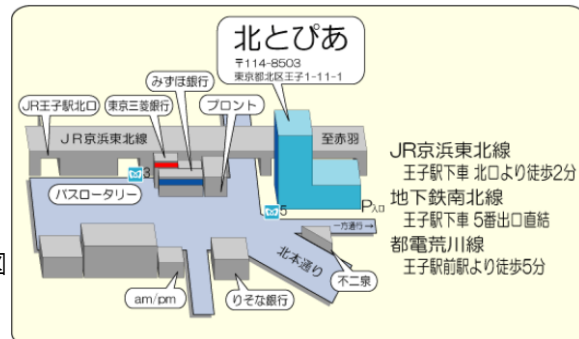 北とぴあ
〒114-8503
東京都北区王子1-11-1
みずほ銀行
JR王子駅北口
東京三菱銀行
プロント
JR京浜東北線
至赤羽
3
バスロータリー
5
P入口
一方通行→
北本通り
不二泉
am/pm
りそな銀行
JR京浜東北線
王子駅下車 北口より徒歩2分
地下鉄南北線
王子駅下車 5番出口直結
都電荒川線
王子駅前駅より徒歩5分